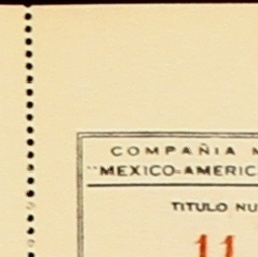 COMPAÑIA M
"MEXICO=AMERIC
TITULO NU
11